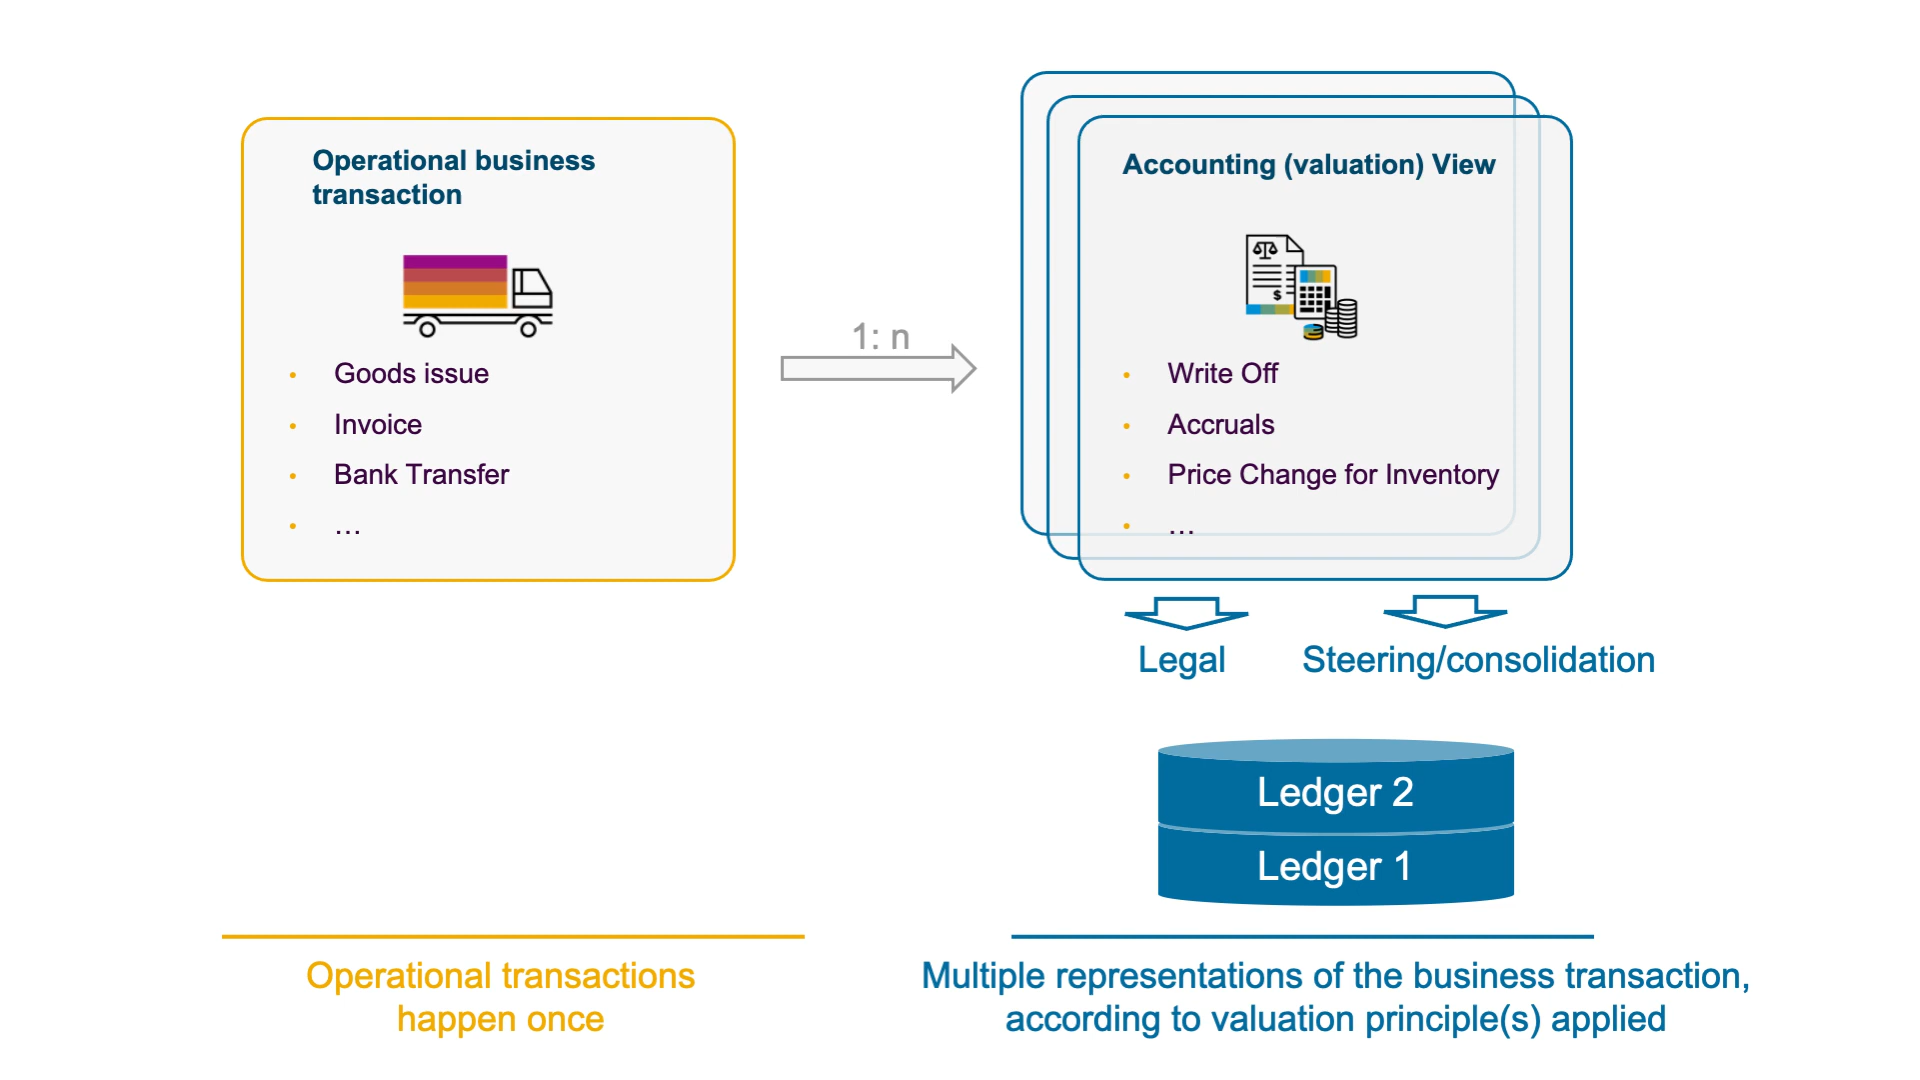 Operational business
transaction
• Goods issue
• Invoice
• Bank Transfer
• …
1: n
Accounting (valuation) View
$
• Write Off
• Accruals
• Price Change for Inventory
• …
Legal
Steering/consolidation
Ledger 2
Ledger 1
Operational transactions
happen once
Multiple representations of the business transaction,
according to valuation principle(s) applied